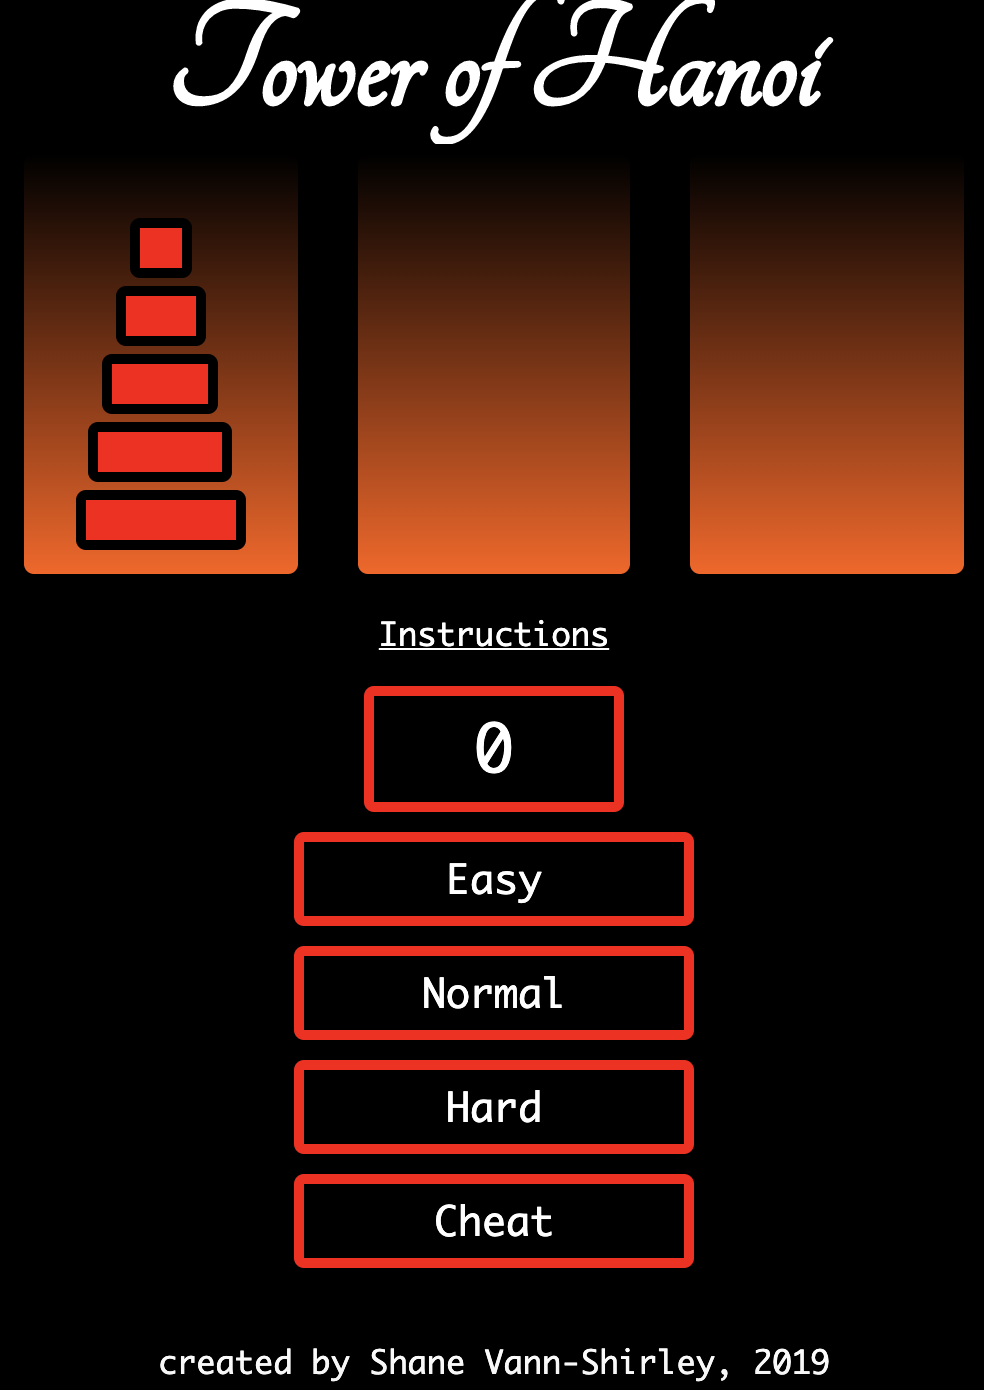 Tower of Hanoi
Instructions
0
Easy
Normal
Hard
Cheat
created by Shane Vann-Shirley, 2019